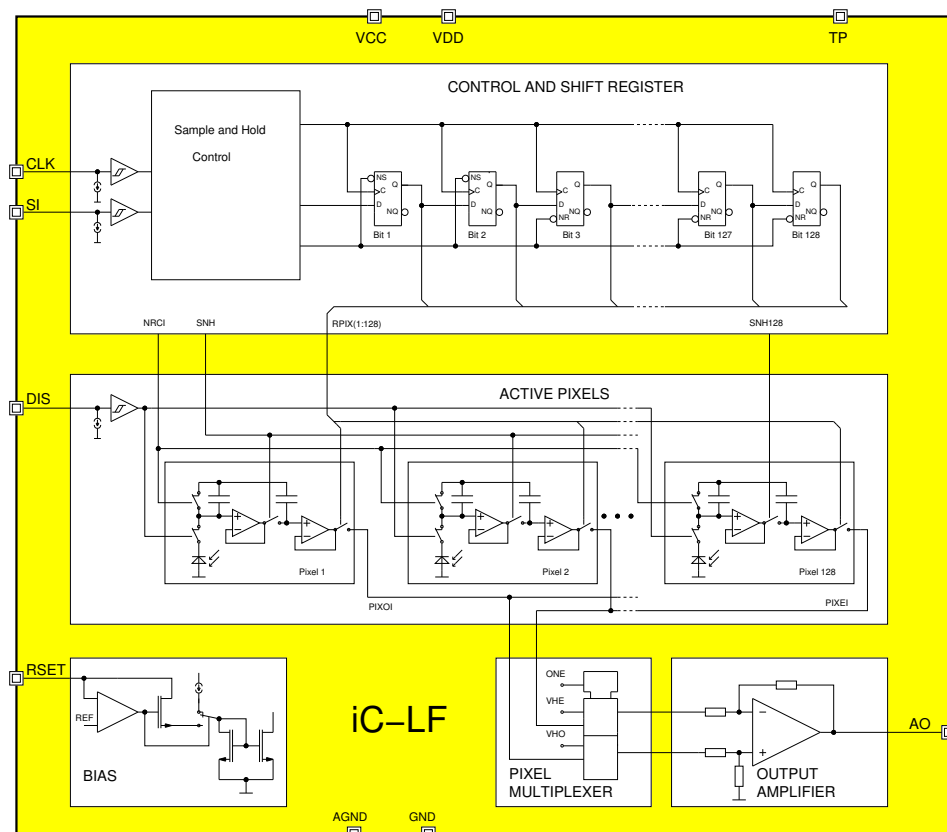 VCC
VDD
TP
CONTROL AND SHIFT REGISTER
Sample and Hold
Control
CLK
SI
NS
C
D
Q
NQ
Bit 1
NS
C
D
Q
NQ
Bit 2
C
D
NR
Q
NQ
Bit 3
C
D
NR
Q
NQ
Bit 127
C
D
NR
Q
NQ
Bit 128
NRCI
SNH
RPIX(1:128)
SNH128
ACTIVE PIXELS
DIS
+
−
+
−
Pixel 1
+
−
+
−
Pixel 2
+
−
+
−
Pixel 128
PIXOI
PIXEI
RSET
REF
BIAS
iC−LF
ONE
VHE
VHO
PIXEL
MULTIPLEXER
−
+
OUTPUT
AMPLIFIER
AO
AGND
GND